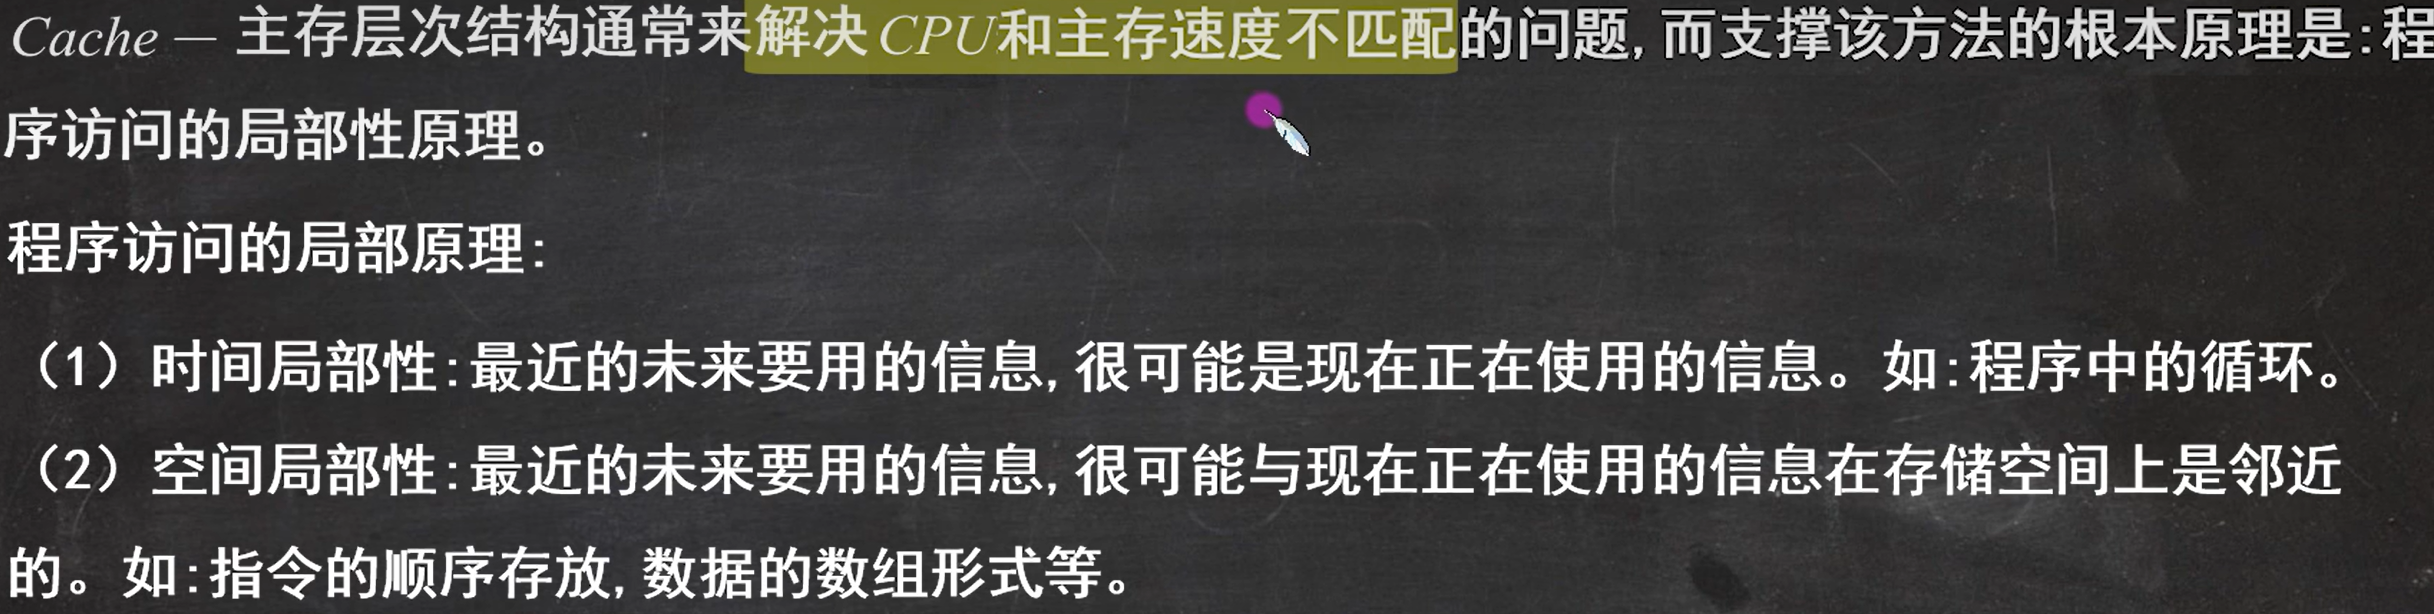 Cache — 主存层次结构通常来解决CPU和主存速度不匹配的问题,而支撑该方法的根本原理是:程
序访问的局部性原理。
程序访问的局部原理:
（1）时间局部性:最近的未来要用的信息,很可能是现在正在使用的信息。如:程序中的循环。
（2）空间局部性:最近的未来要用的信息,很可能与现在正在使用的信息在存储空间上是邻近
的。如:指令的顺序存放,数据的数组形式等。